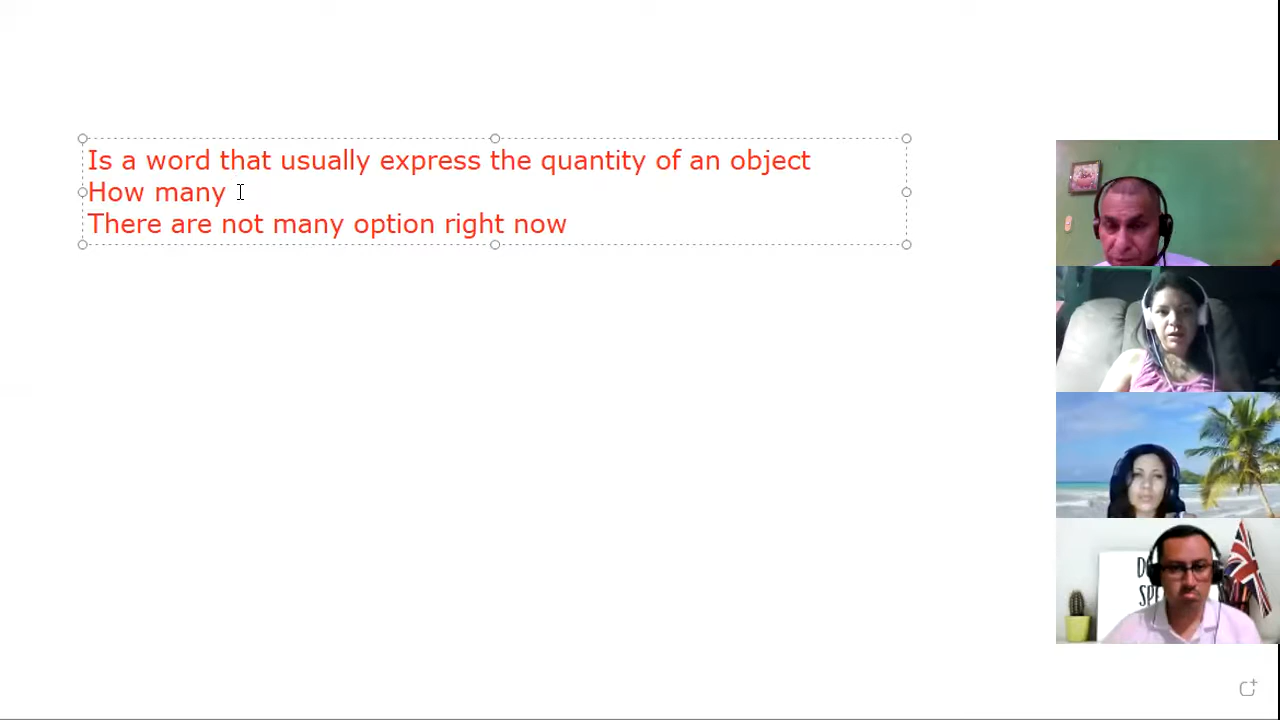 Is a word that usually express the quantity of an object
How many
There are not many option right now